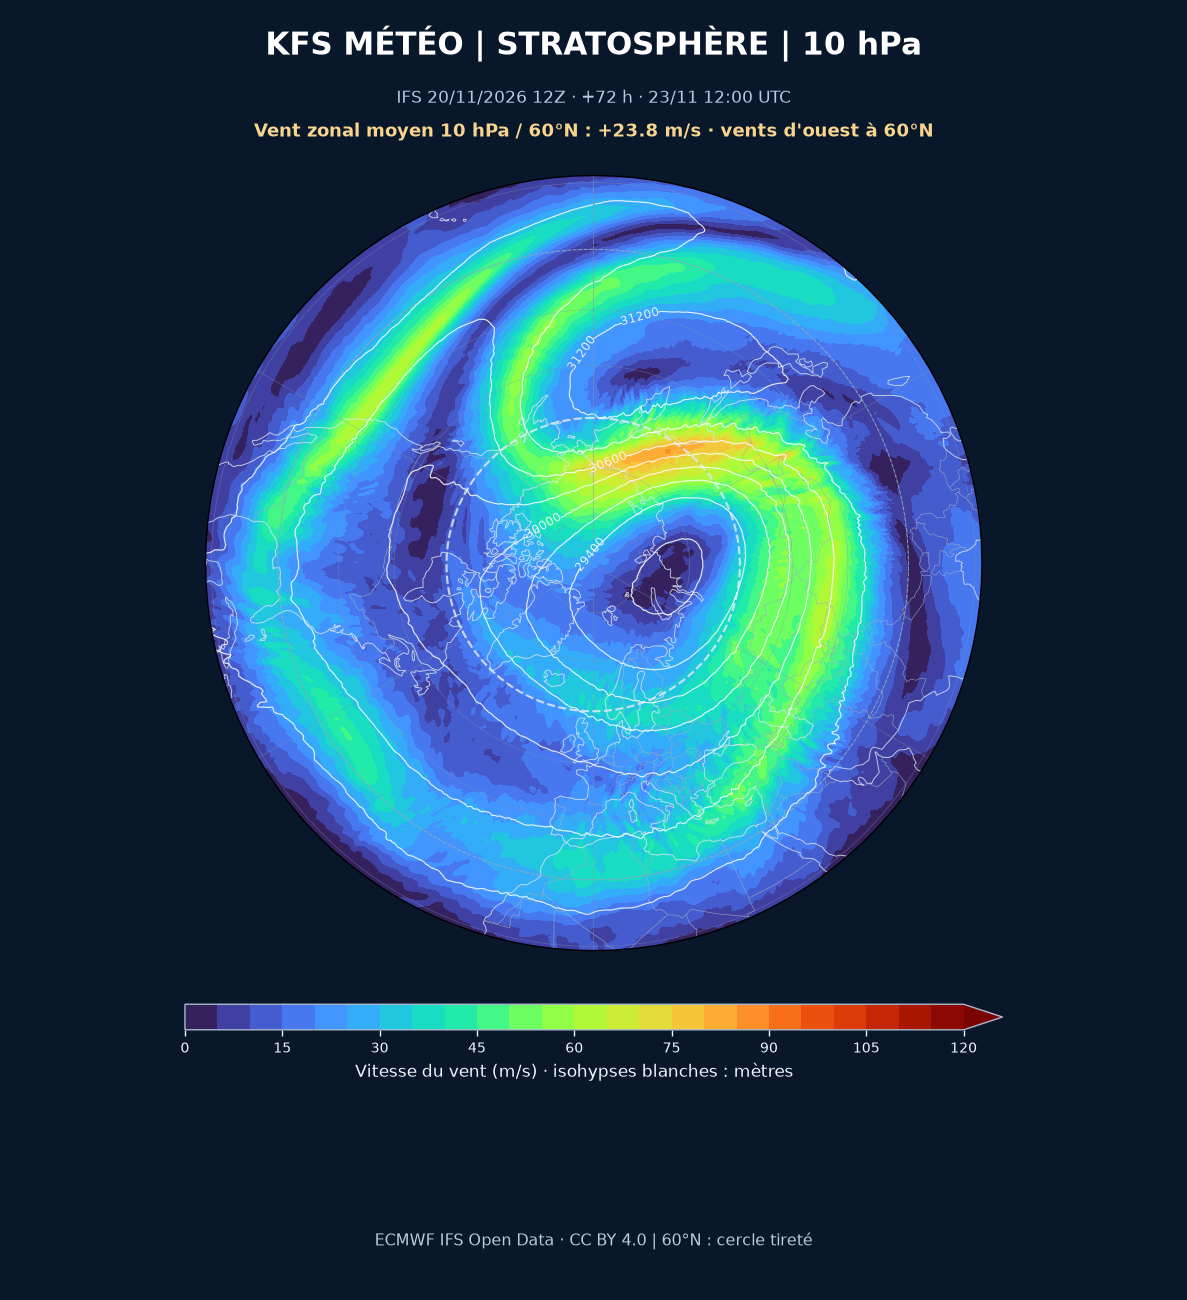 KFS MÉTÉO | STRATOSPHÈRE | 10 hPa
IFS 20/11/2026 12Z · +72 h · 23/11 12:00 UTC
Vent zonal moyen 10 hPa / 60°N : +23.8 m/s · vents d'ouest à 60°N
31200
31200
30600
30000
29400
0 15 30 45 60 75 90 105 120
Vitesse du vent (m/s) · isohypses blanches : mètres
ECMWF IFS Open Data · CC BY 4.0 | 60°N : cercle tireté